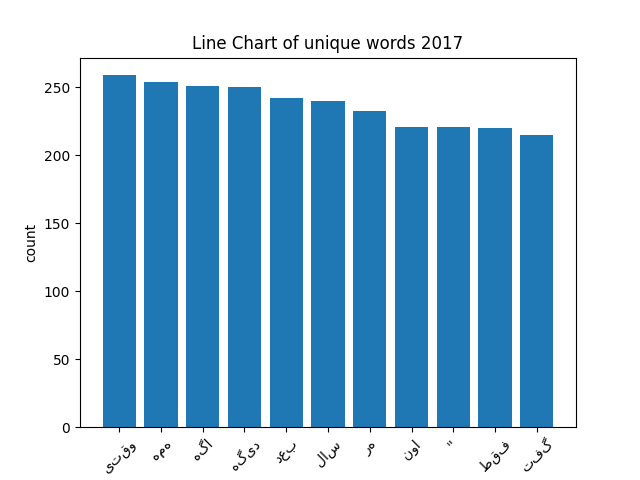 Line Chart of unique words 2017
count
250
200
150
100
50
0
وقتی
همه
اگه
دیگه
بعد
سال
هر
اون
"
فقط
گفت